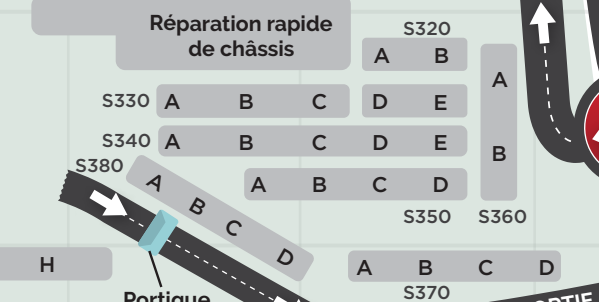 Réparation rapide
de châssis
S320
A B
A
S330 A B C D E
S340 A B C D E
B
S380
A B C D
A B C D
S350 S360
H
A B C D
S370
Portique